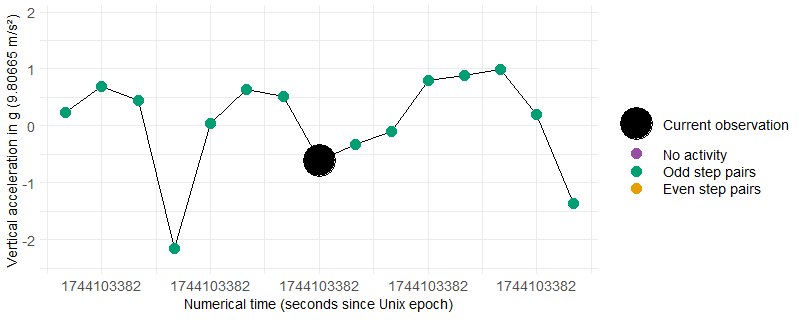 Vertical acceleration in g (9.80665 m/s²)
2
1
0
-1
-2
1744103382 1744103382 1744103382 1744103382 1744103382
Numerical time (seconds since Unix epoch)
Current observation
No activity
Odd step pairs
Even step pairs